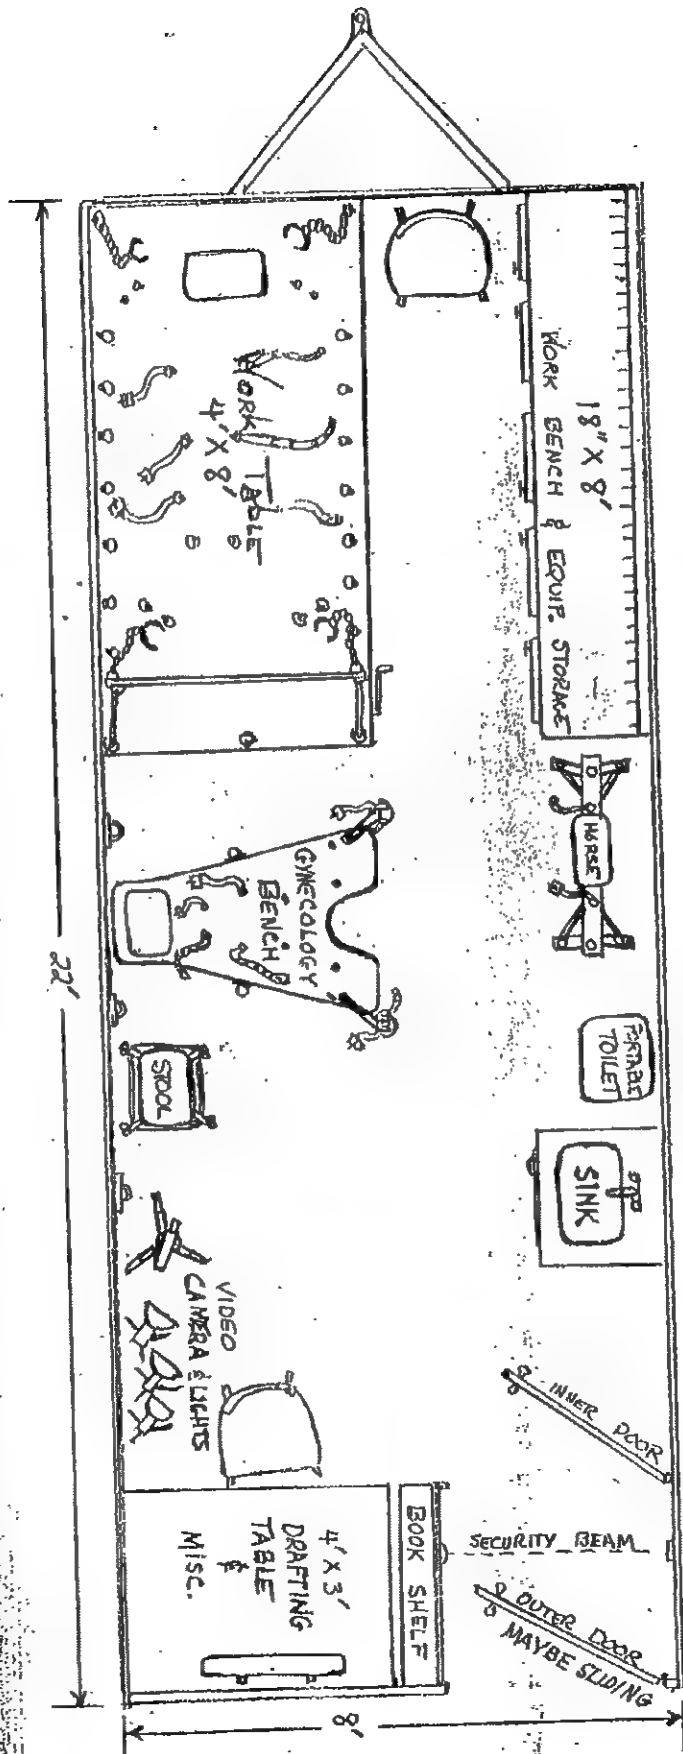 18" X 8'
WORK BENCH & EQUIP. STORAGE
WORK TABLE
4' X 8'
HORSE
GYNECOLOGY
BENCH
PORTABLE
TOILET
STOOL
SINK
22'
VIDEO
CAMERA & LIGHTS
INNER DOOR
BOOK SHELF
SECURITY BEAM
4' X 3'
DRAFTING
TABLE
&
MISC.
OUTER DOOR
MAYBE SLIDING
8'